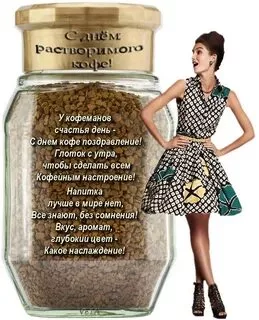 С днём
растворимого
кофе!
У кофеманов
счастья день -
С днем кофе поздравление!
Глоток с утра,
чтобы сделать всем
Кофейным настроение!
Напитка
лучше в мире нет,
Все знают, без сомнения!
Вкус, аромат,
глубокий цвет -
Какое наслаждение!